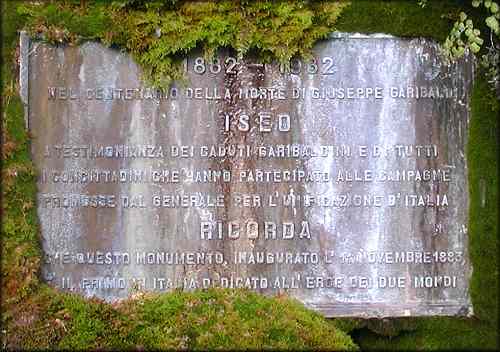 1882 - 1982
NEL CENTENARIO DELLA MORTE DI GIUSEPPE GARIBALDI
ISEO
A TESTIMONIANZA DEI CADUTI GARIBALDINI E DI TUTTI
I CONCITTADINI CHE HANNO PARTECIPATO ALLE CAMPAGNE
PROMOSSE DAL GENERALE PER L'UNIFICAZIONE D'ITALIA
RICORDA
CHE QUESTO MONUMENTO, INAUGURATO L' NOVEMBRE 1883
IL PRIMO IN ITALIA DEDICATO ALL'EROE DEI DUE MONDI